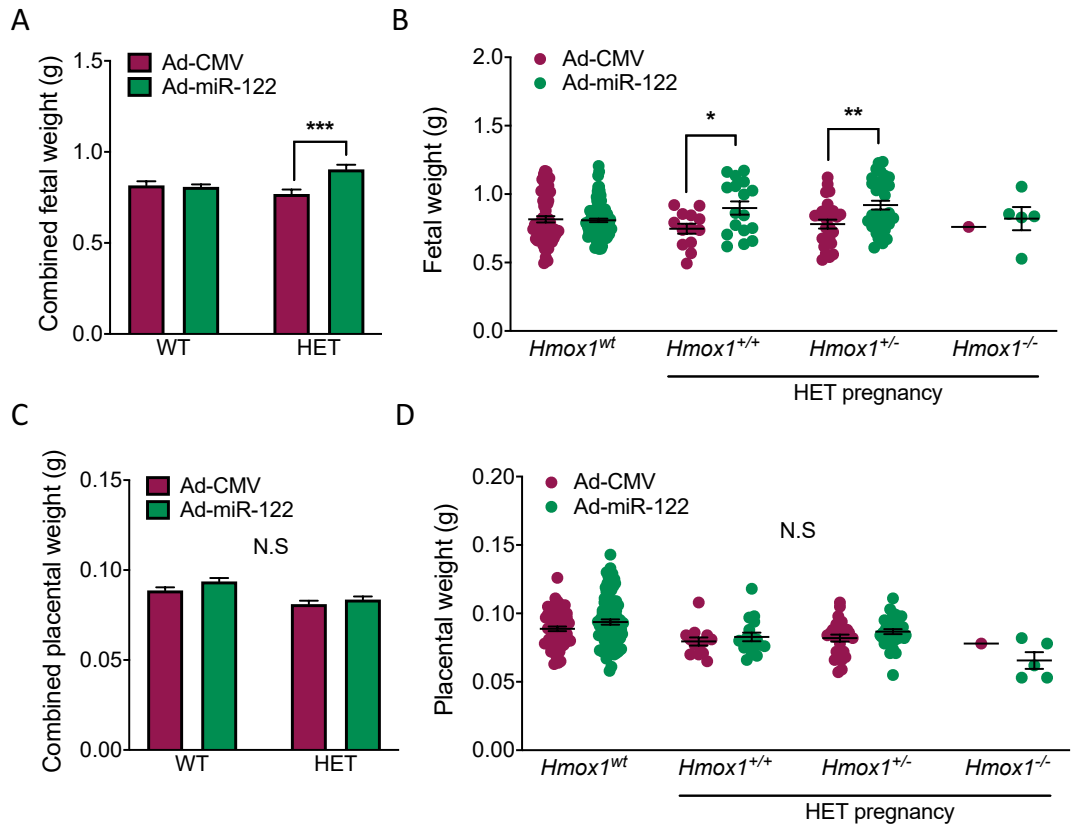 A
Combined fetal weight (g)
1.5
1.0
0.5
0.0
Ad-CMV
Ad-miR-122
***
WT HET
B
Fetal weight (g)
2.0
1.5
1.0
0.5
0.0
Ad-CMV
Ad-miR-122
* **
Hmox1wt Hmox1+/+ Hmox1+/- Hmox1-/-
HET pregnancy
C
Combined placental weight (g)
0.15
0.10
0.05
0.00
Ad-CMV
Ad-miR-122
N.S
WT HET
D
Placental weight (g)
0.20
0.15
0.10
0.05
0.00
Ad-CMV
Ad-miR-122
N.S
Hmox1wt Hmox1+/+ Hmox1+/- Hmox1-/-
HET pregnancy